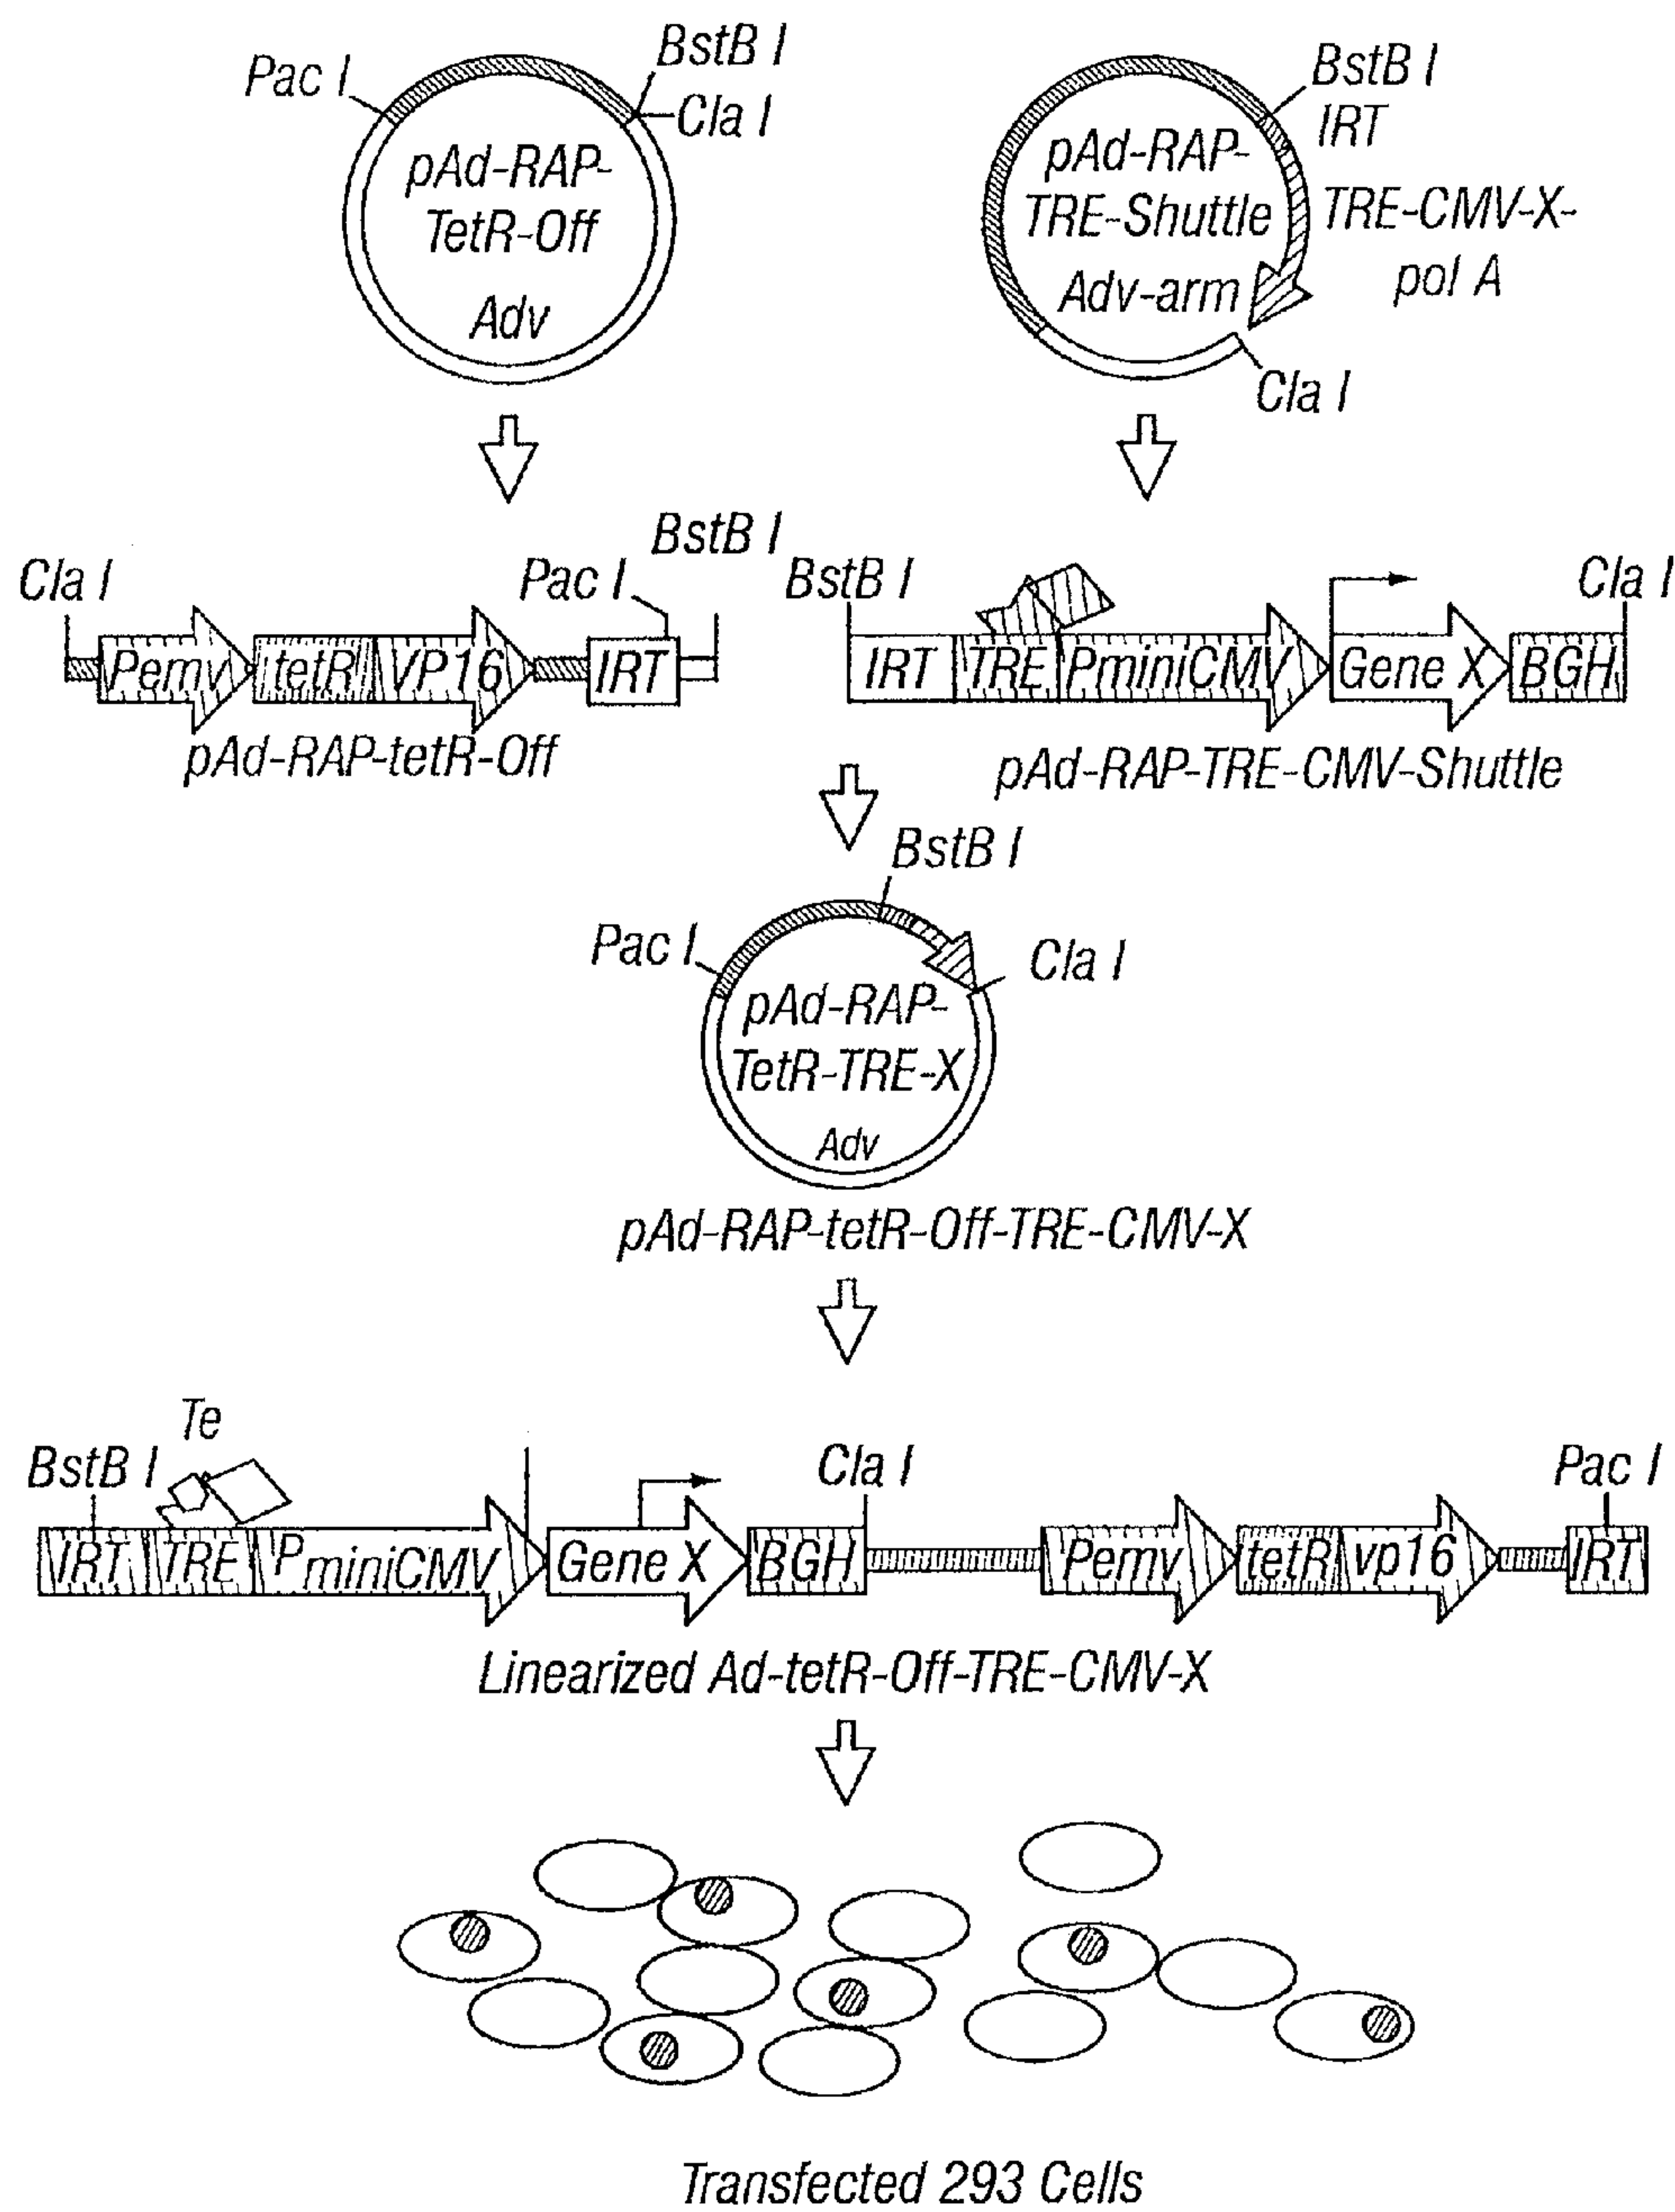 Pac I
BstB I
Cla I
pAd-RAP-
TetR-Off
Adv
BstB I
IRT
pAd-RAP-
TRE-Shuttle
Adv-arm
TRE-CMV-X-
pol A
Cla I
Cla I
Pac I
BstB I
Pemv
tetR
VP16
IRT
pAd-RAP-tetR-Off
BstB I
Cla I
IRT
TRE
PminiCMV
Gene X
BGH
pAd-RAP-TRE-CMV-Shuttle
BstB I
Pac I
Cla I
pAd-RAP-
TetR-TRE-X
Adv
pAd-RAP-tetR-Off-TRE-CMV-X
Te
BstB I
Cla I
Pac I
IRT
TRE
PminiCMV
Gene X
BGH
Pemv
tetR
vp16
IRT
Linearized Ad-tetR-Off-TRE-CMV-X
Transfected 293 Cells